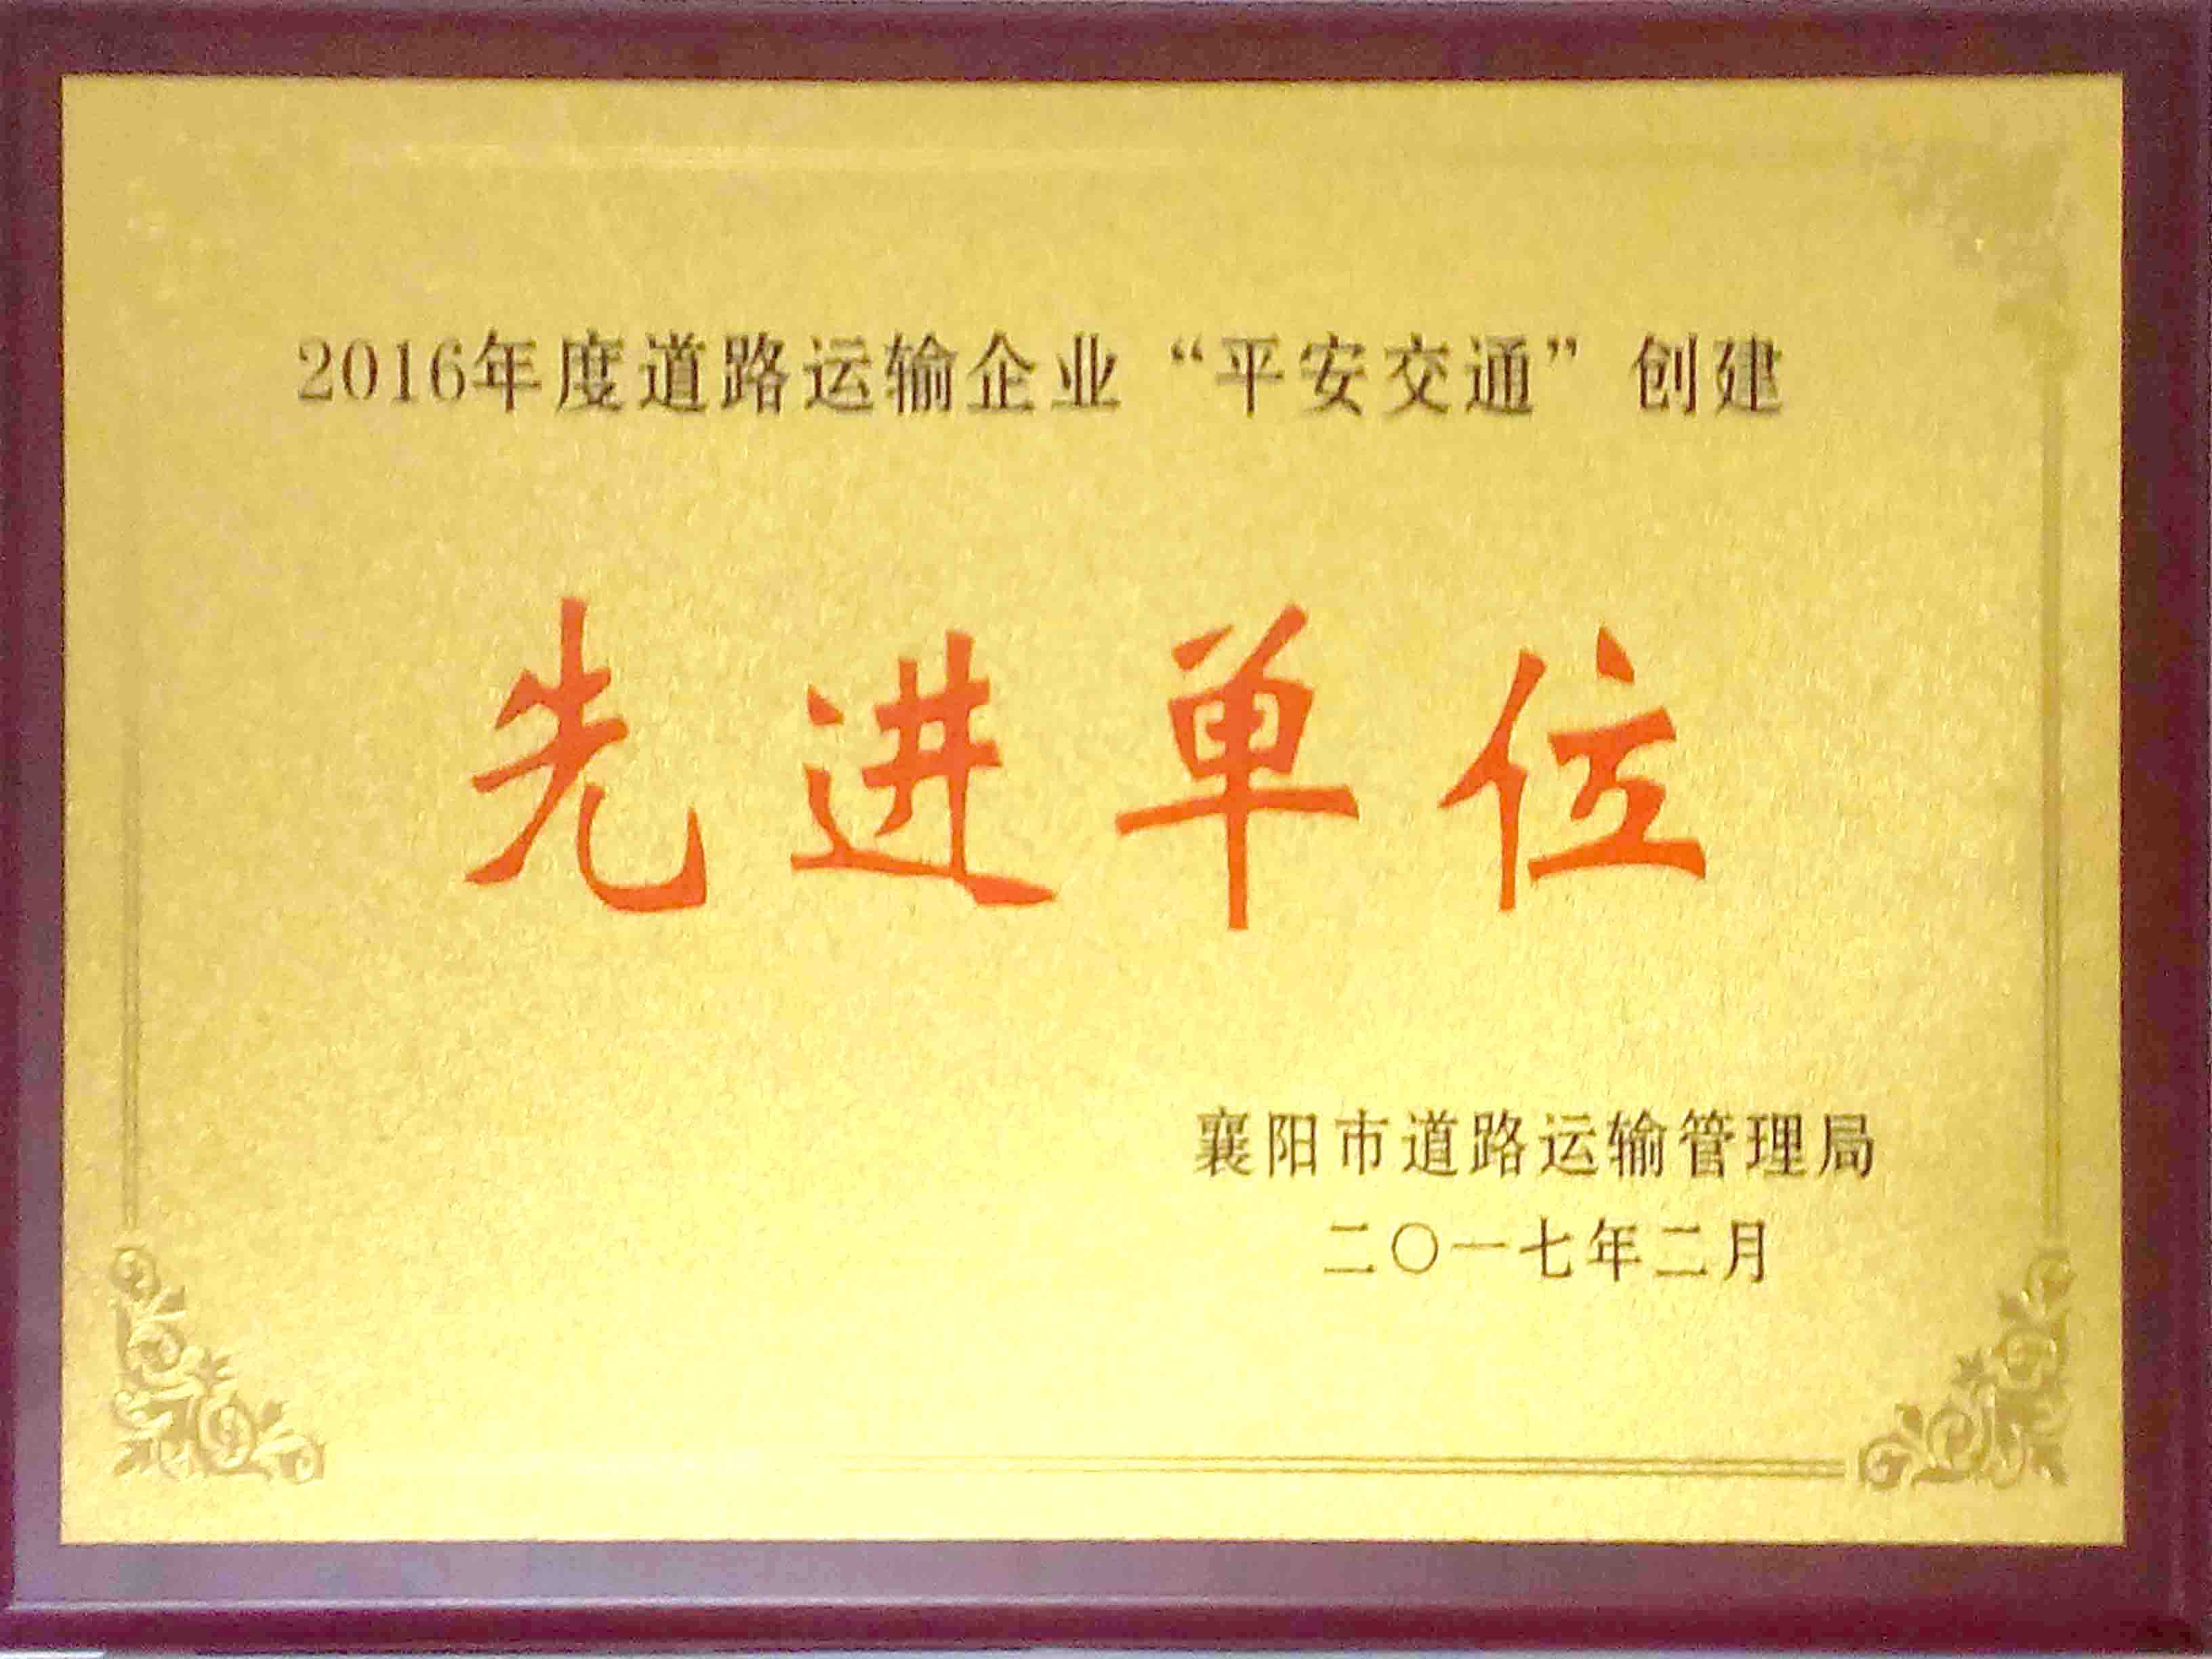 2016年度道路运输企业“平安交通”创建
先进单位
襄阳市道路运输管理局
二〇一七年二月